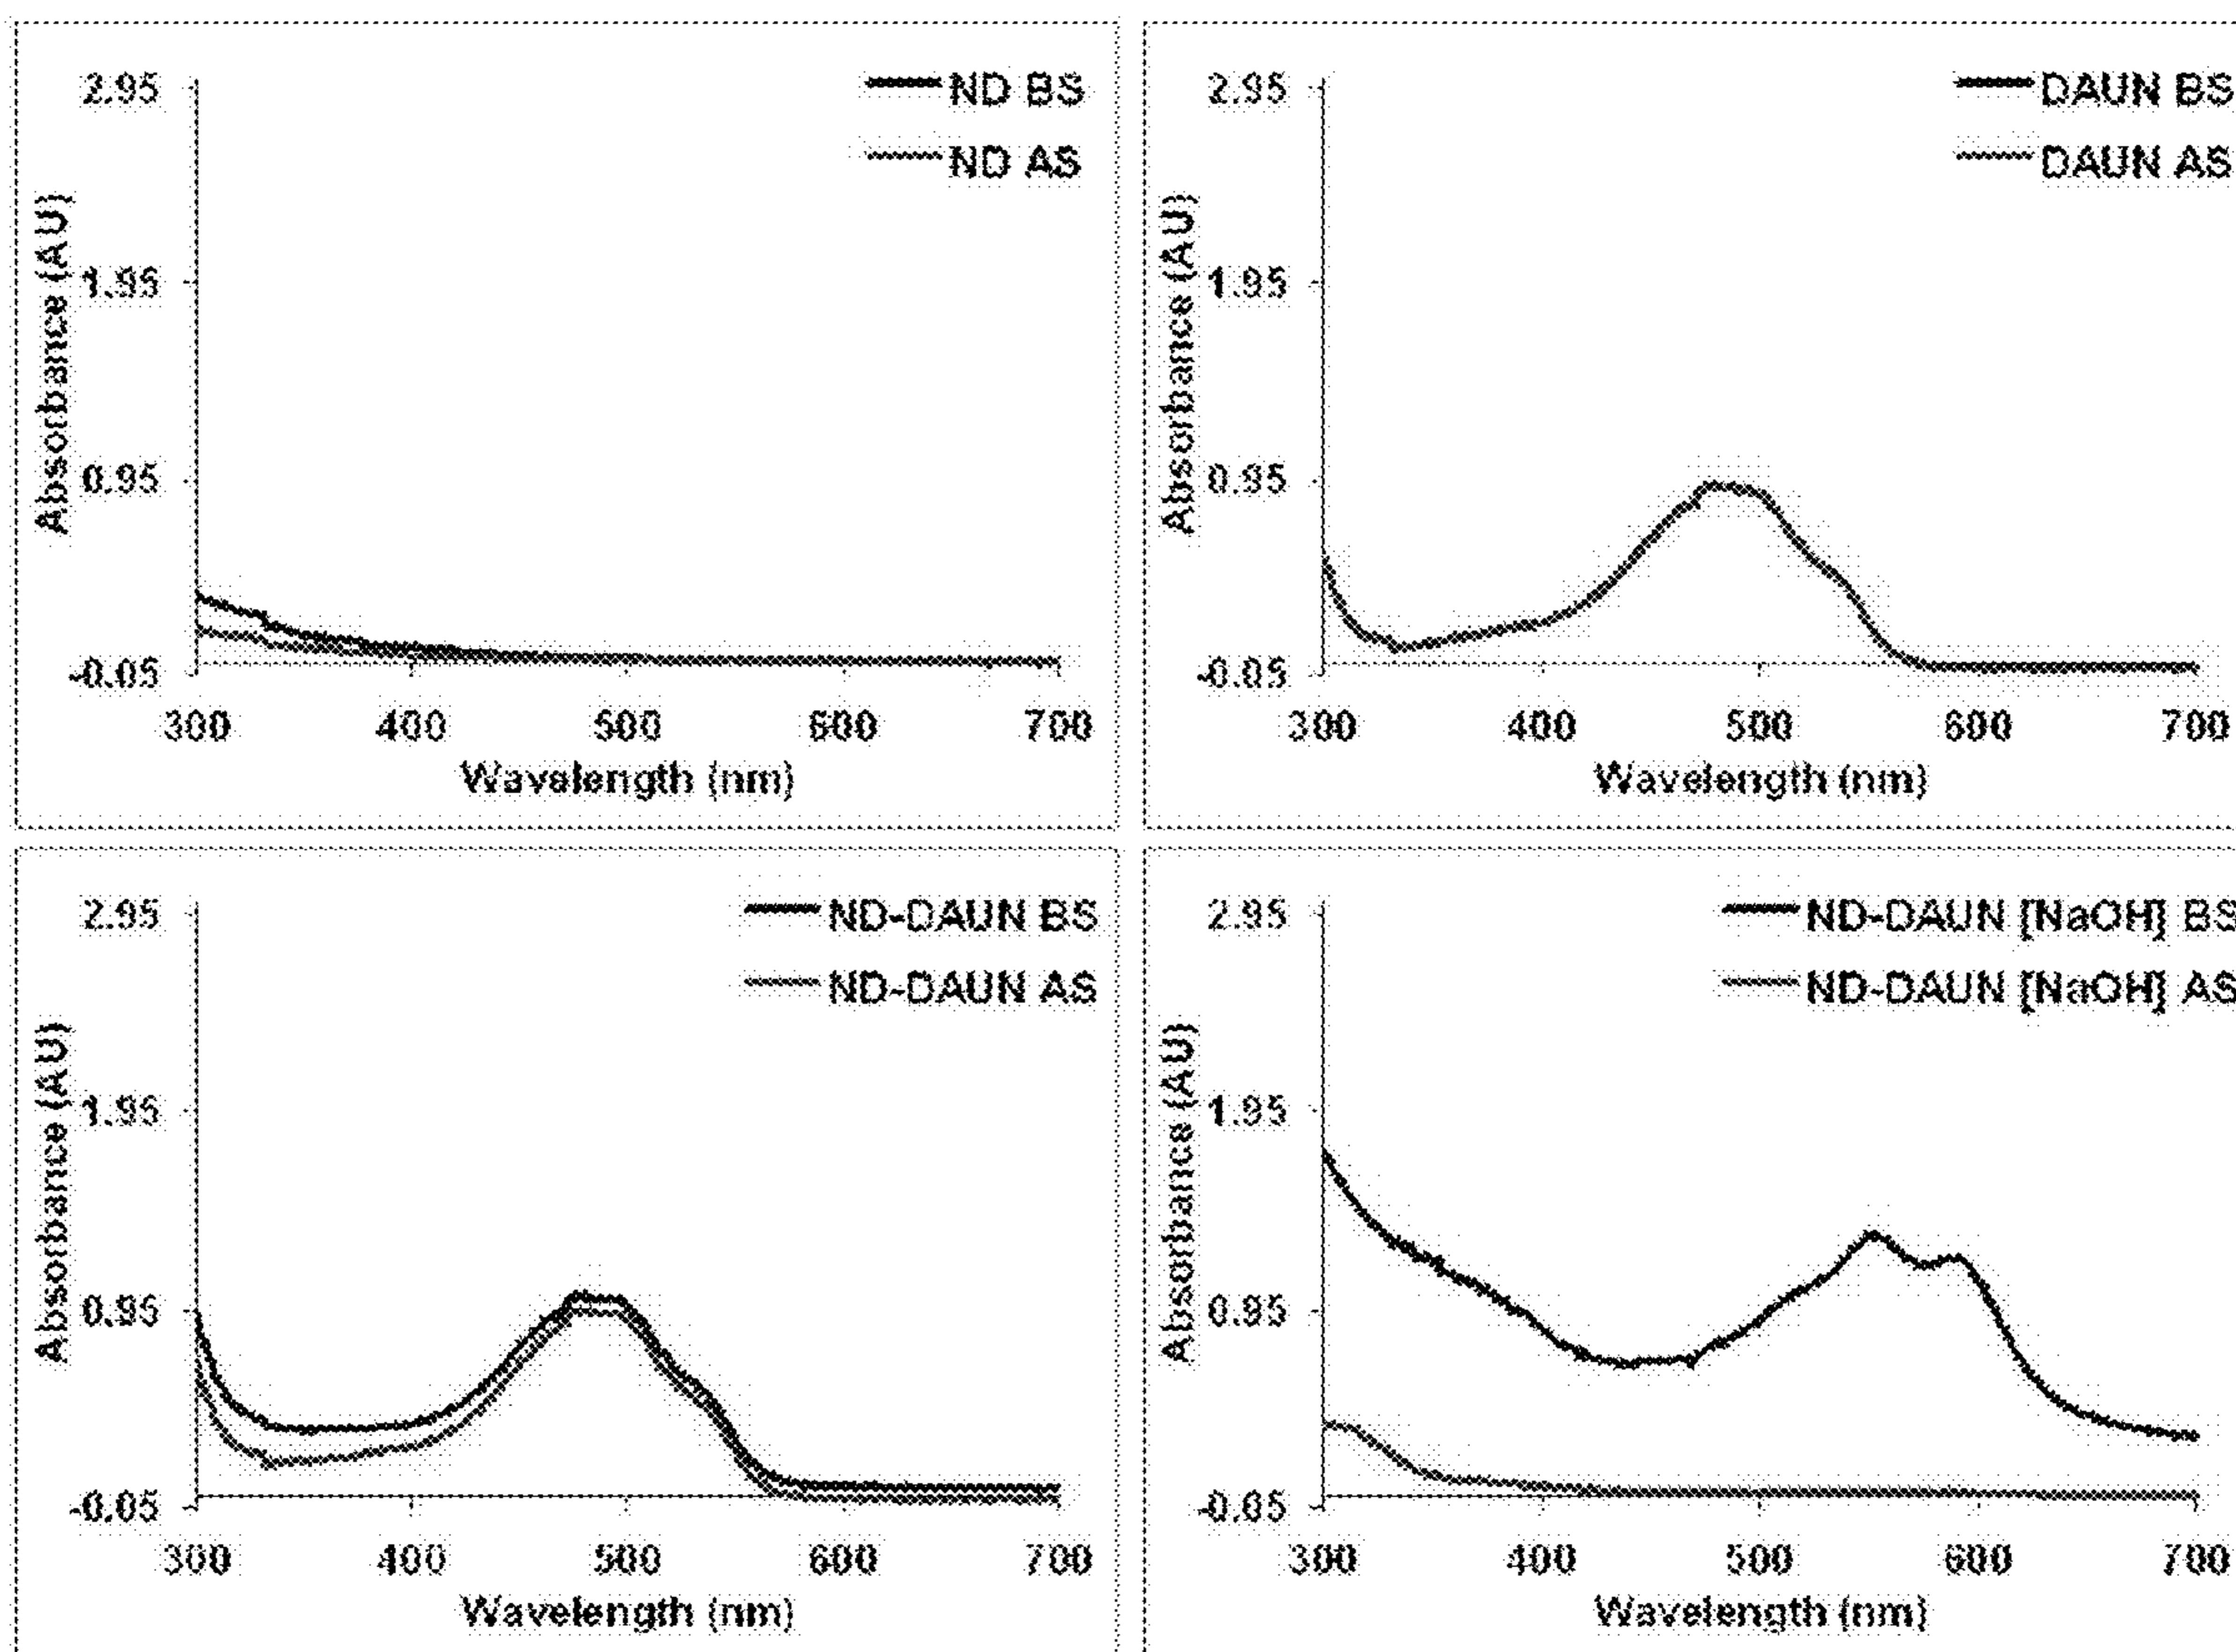 ND BS
ND AS
Absorbance (AU)
2.95
1.95
0.95
-0.05
300 400 500 600 700
Wavelength (nm)
DAUN BS
DAUN AS
Absorbance (AU)
2.95
1.95
0.95
-0.05
300 400 500 600 700
Wavelength (nm)
ND-DAUN BS
ND-DAUN AS
Absorbance (AU)
2.95
1.95
0.95
-0.05
300 400 500 600 700
Wavelength (nm)
ND-DAUN [NaOH] BS
ND-DAUN [NaOH] AS
Absorbance (AU)
2.95
1.95
0.95
-0.05
300 400 500 600 700
Wavelength (nm)